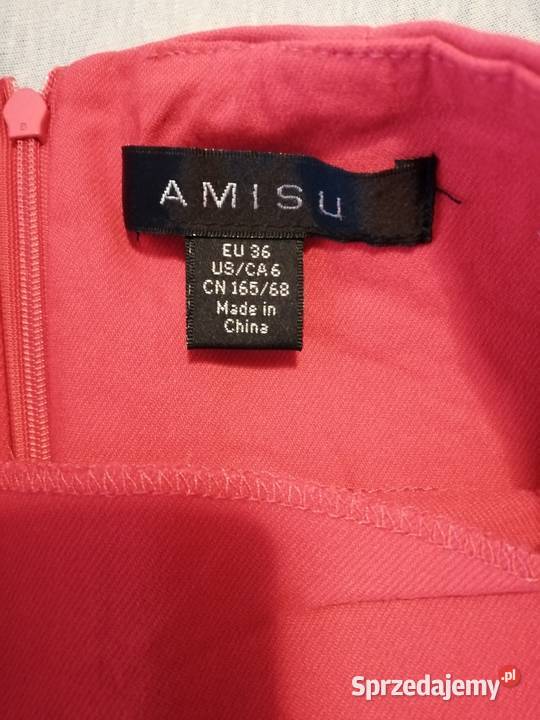 AMISU
EU 36
US/CA 6
CN 165/68
Made in
China
Sprzedajemy.pl